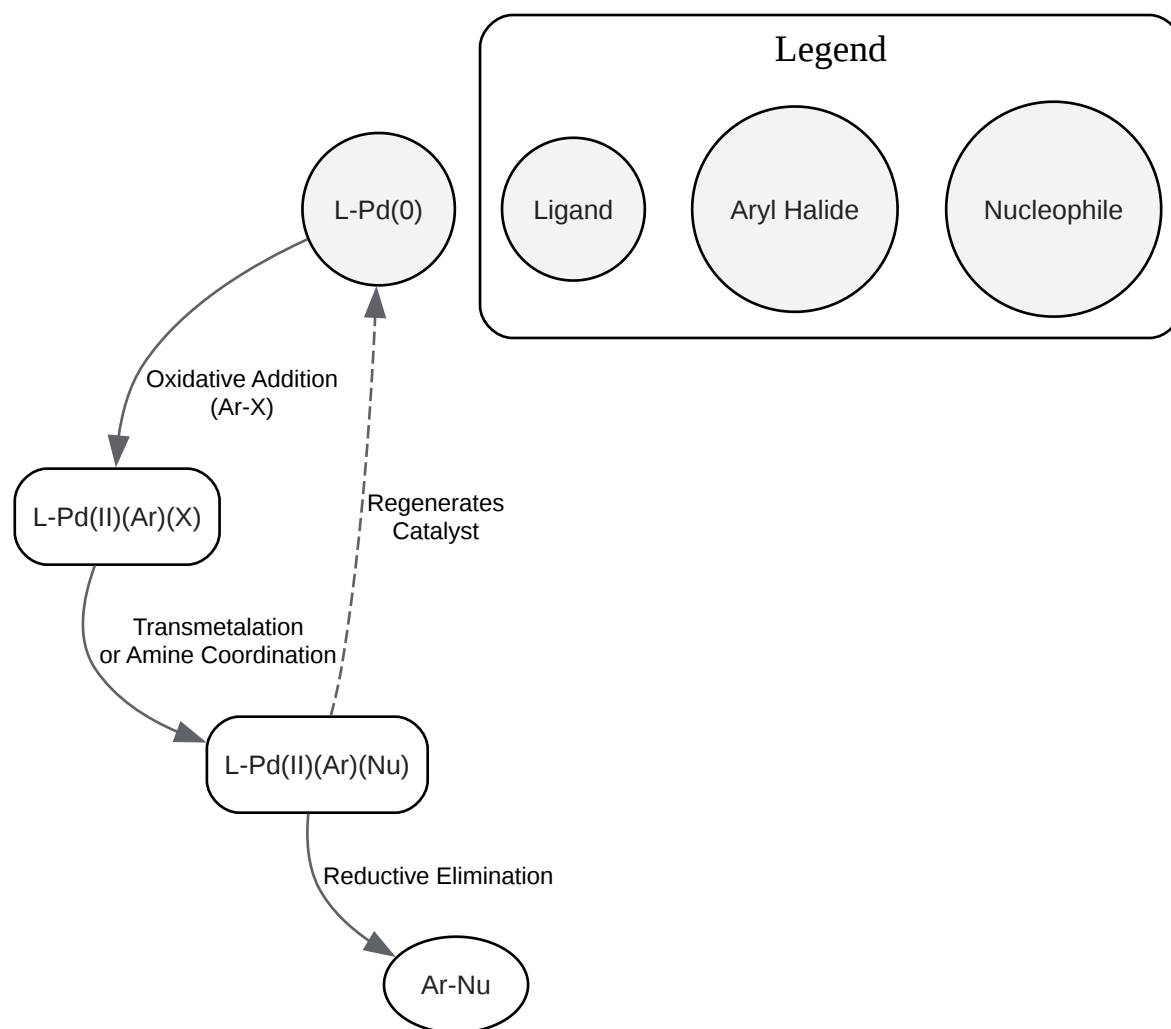 Legend
L-Pd(0)
Ligand
Aryl Halide
Nucleophile
Oxidative Addition
(Ar-X)
L-Pd(II)(Ar)(X)
Regenerates
Catalyst
Transmetalation
or Amine Coordination
L-Pd(II)(Ar)(Nu)
Reductive Elimination
Ar-Nu